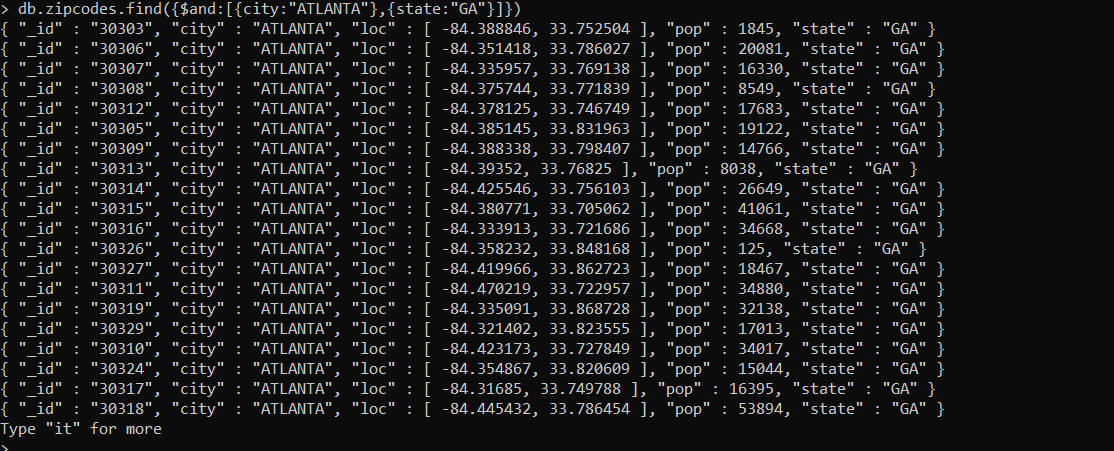 > db.zipcodes.find({$and:[{city:"ATLANTA"},{state:"GA"}]})
{ "_id" : "30303", "city" : "ATLANTA", "loc" : [ -84.388846, 33.752504 ], "pop" : 1845, "state" : "GA" }
{ "_id" : "30306", "city" : "ATLANTA", "loc" : [ -84.351418, 33.786027 ], "pop" : 20081, "state" : "GA" }
{ "_id" : "30307", "city" : "ATLANTA", "loc" : [ -84.335957, 33.769138 ], "pop" : 16330, "state" : "GA" }
{ "_id" : "30308", "city" : "ATLANTA", "loc" : [ -84.375744, 33.771839 ], "pop" : 8549, "state" : "GA" }
{ "_id" : "30312", "city" : "ATLANTA", "loc" : [ -84.378125, 33.746749 ], "pop" : 17683, "state" : "GA" }
{ "_id" : "30305", "city" : "ATLANTA", "loc" : [ -84.385145, 33.831963 ], "pop" : 19122, "state" : "GA" }
{ "_id" : "30309", "city" : "ATLANTA", "loc" : [ -84.388338, 33.798407 ], "pop" : 14766, "state" : "GA" }
{ "_id" : "30313", "city" : "ATLANTA", "loc" : [ -84.39352, 33.76825 ], "pop" : 8038, "state" : "GA" }
{ "_id" : "30314", "city" : "ATLANTA", "loc" : [ -84.425546, 33.756103 ], "pop" : 26649, "state" : "GA" }
{ "_id" : "30315", "city" : "ATLANTA", "loc" : [ -84.380771, 33.705062 ], "pop" : 41061, "state" : "GA" }
{ "_id" : "30316", "city" : "ATLANTA", "loc" : [ -84.333913, 33.721686 ], "pop" : 34668, "state" : "GA" }
{ "_id" : "30326", "city" : "ATLANTA", "loc" : [ -84.358232, 33.848168 ], "pop" : 125, "state" : "GA" }
{ "_id" : "30327", "city" : "ATLANTA", "loc" : [ -84.419966, 33.862723 ], "pop" : 18467, "state" : "GA" }
{ "_id" : "30311", "city" : "ATLANTA", "loc" : [ -84.470219, 33.722957 ], "pop" : 34880, "state" : "GA" }
{ "_id" : "30319", "city" : "ATLANTA", "loc" : [ -84.335091, 33.868728 ], "pop" : 32138, "state" : "GA" }
{ "_id" : "30329", "city" : "ATLANTA", "loc" : [ -84.321402, 33.823555 ], "pop" : 17013, "state" : "GA" }
{ "_id" : "30310", "city" : "ATLANTA", "loc" : [ -84.423173, 33.727849 ], "pop" : 34017, "state" : "GA" }
{ "_id" : "30324", "city" : "ATLANTA", "loc" : [ -84.354867, 33.820609 ], "pop" : 15044, "state" : "GA" }
{ "_id" : "30317", "city" : "ATLANTA", "loc" : [ -84.31685, 33.749788 ], "pop" : 16395, "state" : "GA" }
{ "_id" : "30318", "city" : "ATLANTA", "loc" : [ -84.445432, 33.786454 ], "pop" : 53894, "state" : "GA" }
Type "it" for more
>